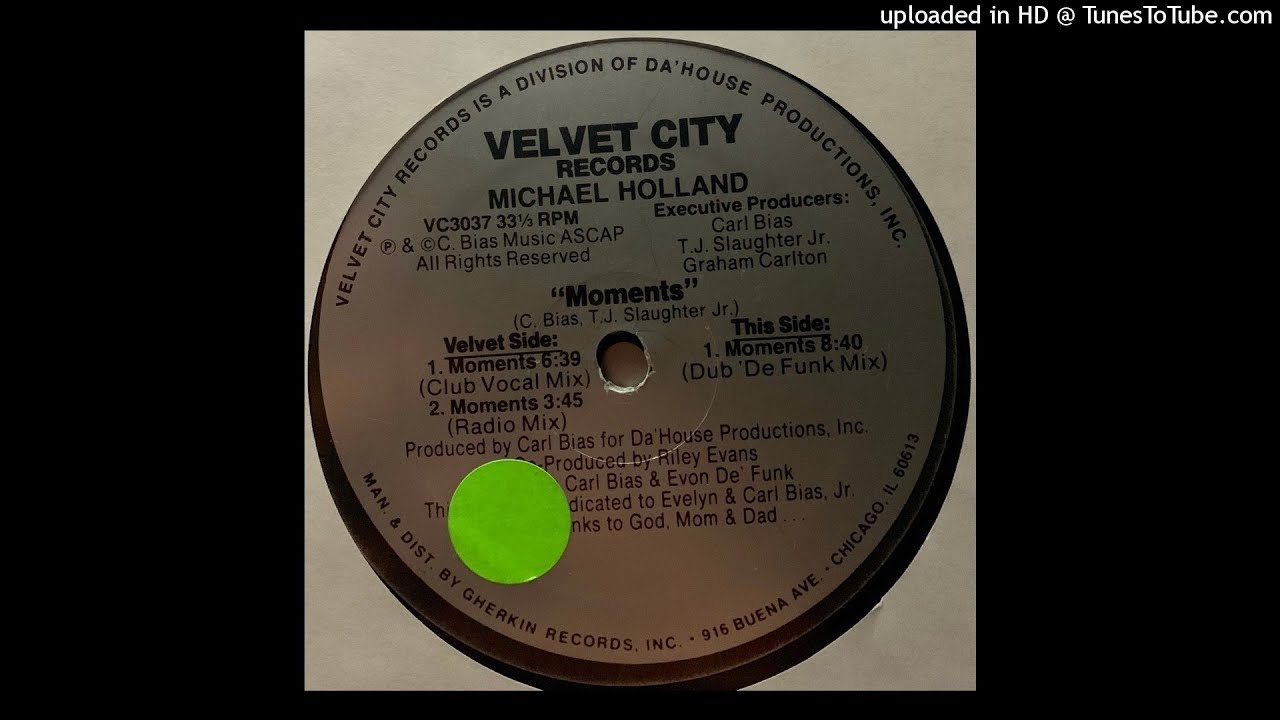 uploaded in HD @ TunesToTube.com
VELVET CITY RECORDS IS A DIVISION OF DA'HOUSE PRODUCTIONS, INC.
VELVET CITY
RECORDS
MICHAEL HOLLAND
VC3037 33⅓ RPM
℗ & ©C. Bias Music ASCAP
All Rights Reserved
Executive Producers:
Carl Bias
T.J. Slaughter Jr.
Graham Carlton
“Moments”
(C. Bias, T.J. Slaughter Jr.)
Velvet Side:
1. Moments 6:39
(Club Vocal Mix)
2. Moments 3:45
(Radio Mix)
This Side:
1. Moments 8:40
(Dub 'De Funk Mix)
Produced by Carl Bias for Da'House Productions, Inc.
-Produced by Riley Evans
Carl Bias & Evon De' Funk
to Evelyn & Carl Bias, Jr.
to God, Mom & Dad . . .
MAN. & DIST. BY GHERKIN RECORDS, INC. • 916 BUENA AVE. • CHICAGO, IL 60613